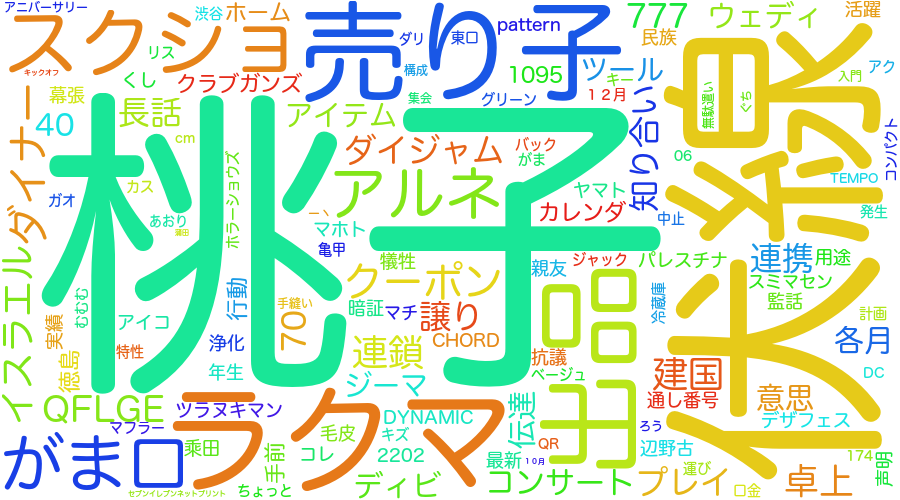 アニバーサリー
渋谷
ホーム
売り子
ダリ
東口
pattern
777
ウェディ
活躍
スクショ
キックオフ
リス
くし
クラブガンズ
構成
集会
グリーン
1095
ツール
キニ
民族
12月
入門
アク
幕張
長話
40
cm
アイテム
ダイジャム
バック
がま
知り合い
無駄遣い
ぐち
線
コンパクト
ダイナー
桃子
カス
ガオ
あおり
蒲田
ホラーショウズ
アルネ
マホト
亀甲
ヤマト
カレンダ
中止
06
TEMPO
発生
イスラエル
むむむ
行動
手縫い
犠牲
クーポン
親友
ジャック
パレスチナ
連携
用途
スミマセン
監話
冷蔵庫
実績
アイコ
特性
浄化
70
暗証
マチ
譲り
CHORD
出品
計画
各月
徳島
年生
連鎖
ジーマ
抗議
ベージュ
建国
通し番号
伏
DC
意思
デザフェス
QFLGE
ツラヌキマン
マフラー
ラクマ
DYNAMIC
伝達
ろう
辺野古
がま口
乗田
コレ
毛皮
キズ
2202
最新
QR
10月
174
声明
手前
ちょっと
セブンイレブンネットプリント
ディビ
コンサート
プレイ
運び
口金
卓上